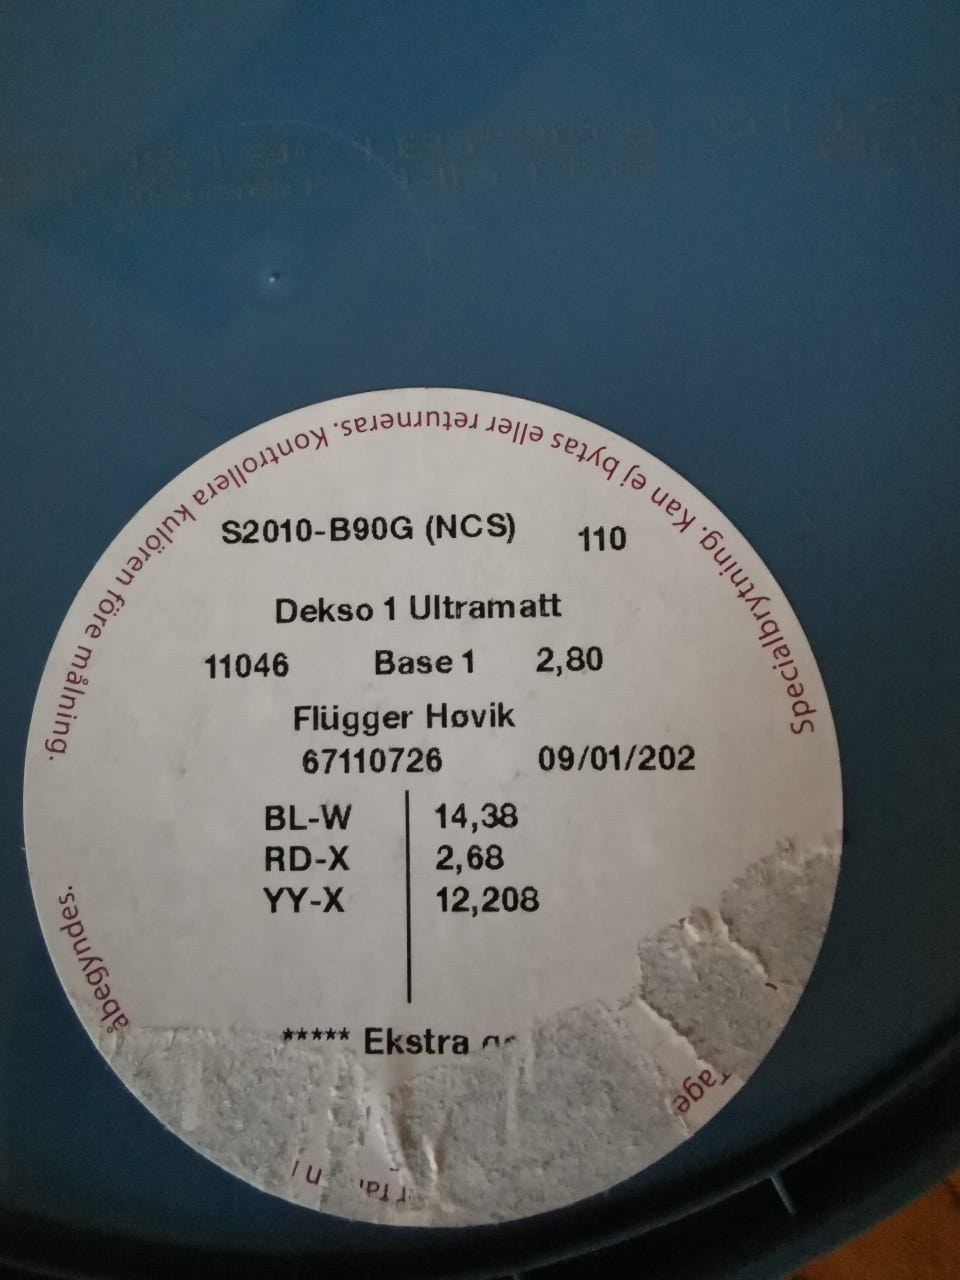 Specialbrytning. Kan ej bytas eller returneras. Kontrollera kulören före målning.
S2010-B90G (NCS) 110
Dekso 1 Ultramatt
11046 Base 1 2,80
Flügger Høvik
67110726 09/01/202
BL-W 14,38
RD-X 2,68
YY-X 12,208
***** Ekstra
åbegyndes.